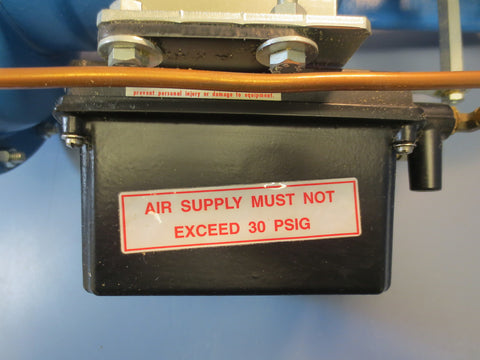 prevent personal injury or damage to equipment.
AIR SUPPLY MUST NOT
EXCEED 30 PSIG